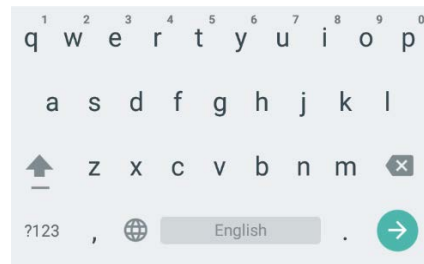 1 2 3 4 5 6 7 8 9 0
q w e r t y u i o p
a s d f g h j k l
z x c v b n m
?123 , English .